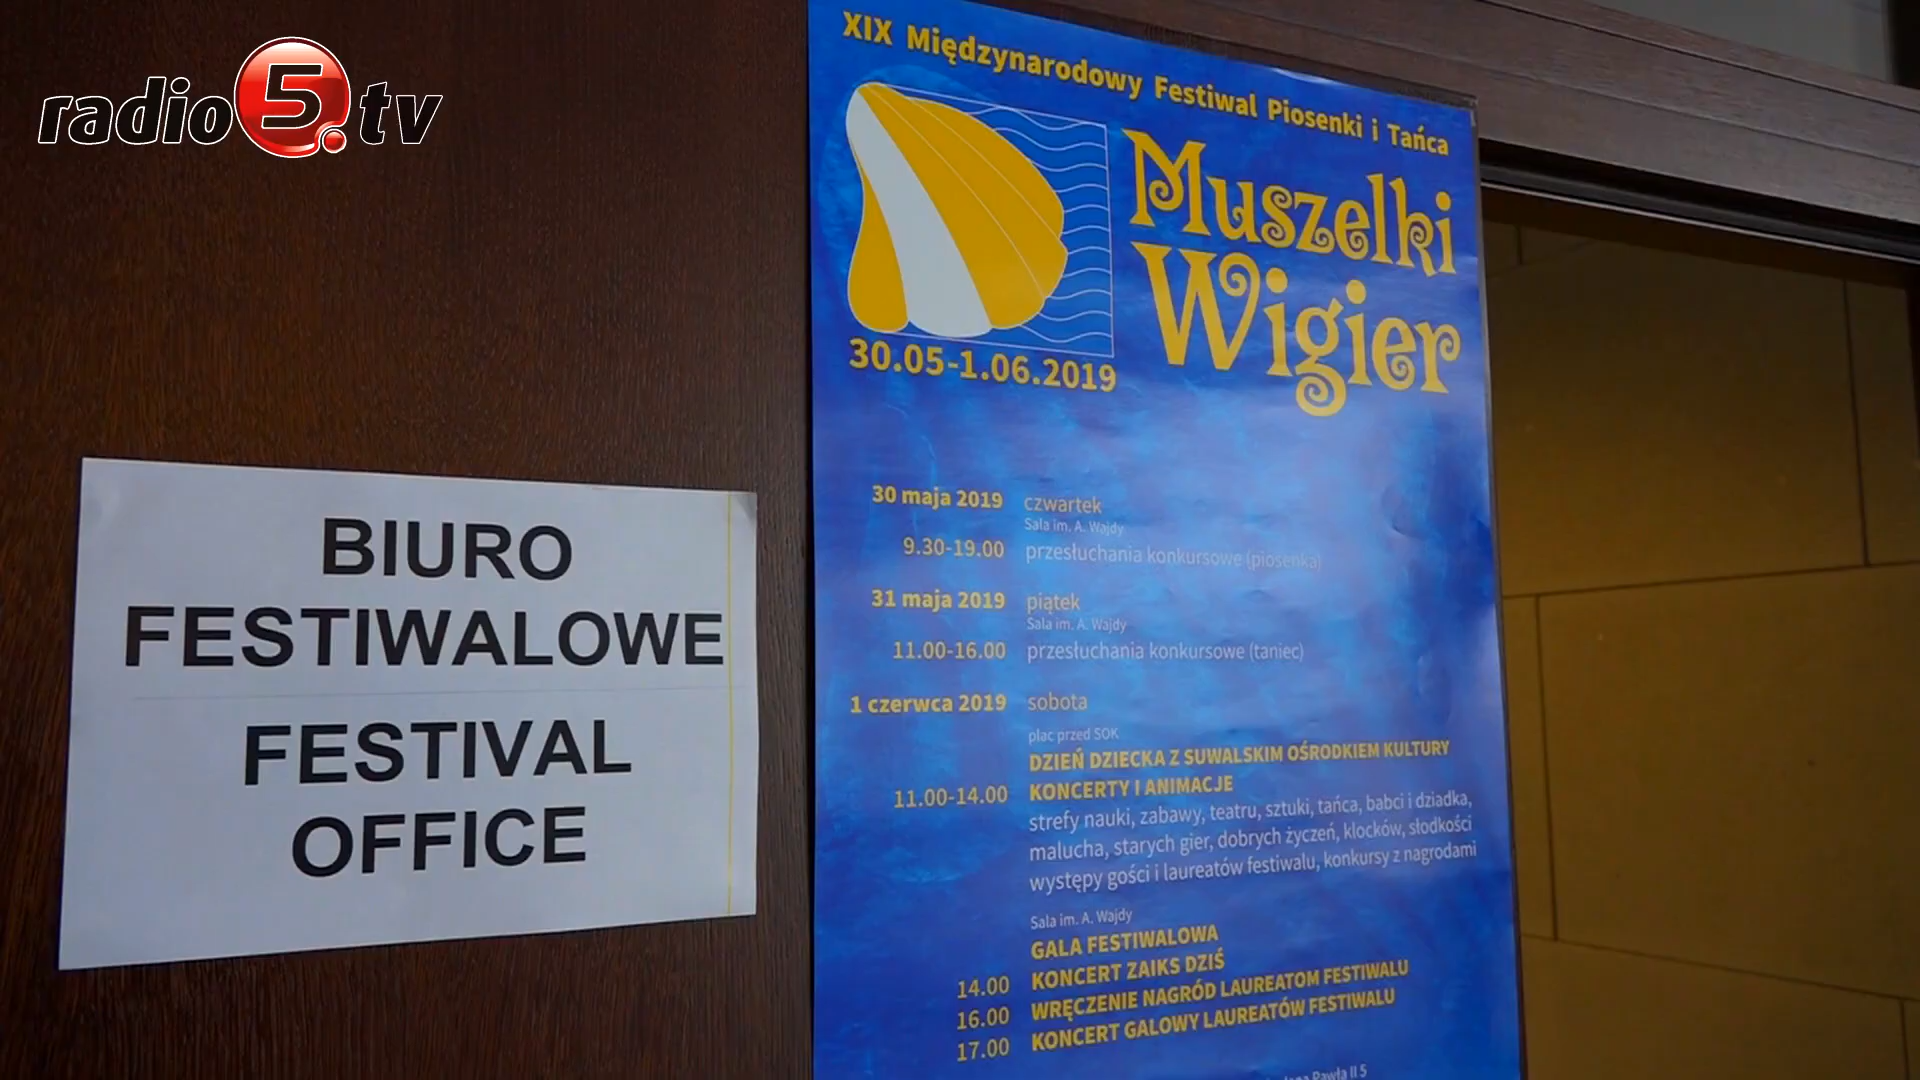 radio 5.tv
BIURO
FESTIWALOWE
FESTIVAL
OFFICE
XIX Międzynarodowy Festiwal Piosenki i Tańca
Muszelki
Wigier
30.05-1.06.2019
30 maja 2019 czwartek
Sala im. A. Wajdy
9.30-19.00 przesłuchania konkursowe (piosenka)
31 maja 2019 piątek
Sala im. A. Wajdy
11.00-16.00 przesłuchania konkursowe (taniec)
1 czerwca 2019 sobota
plac przed SOK
DZIEŃ DZIECKA Z SUWALSKIM OŚRODKIEM KULTURY
11.00-14.00 KONCERTY I ANIMACJE
strefy nauki, zabawy, teatru, sztuki, tańca, babci i dziadka,
malucha, starych gier, dobrych życzeń, klocków, słodkości
występy gości i laureatów festiwalu, konkursy z nagrodami
Sala im. A. Wajdy
GALA FESTIWALOWA
14.00 KONCERT ZAIKS DZIŚ
16.00 WRĘCZENIE NAGRÓD LAUREATOM FESTIWALU
17.00 KONCERT GALOWY LAUREATÓW FESTIWALU
Pawła II 5